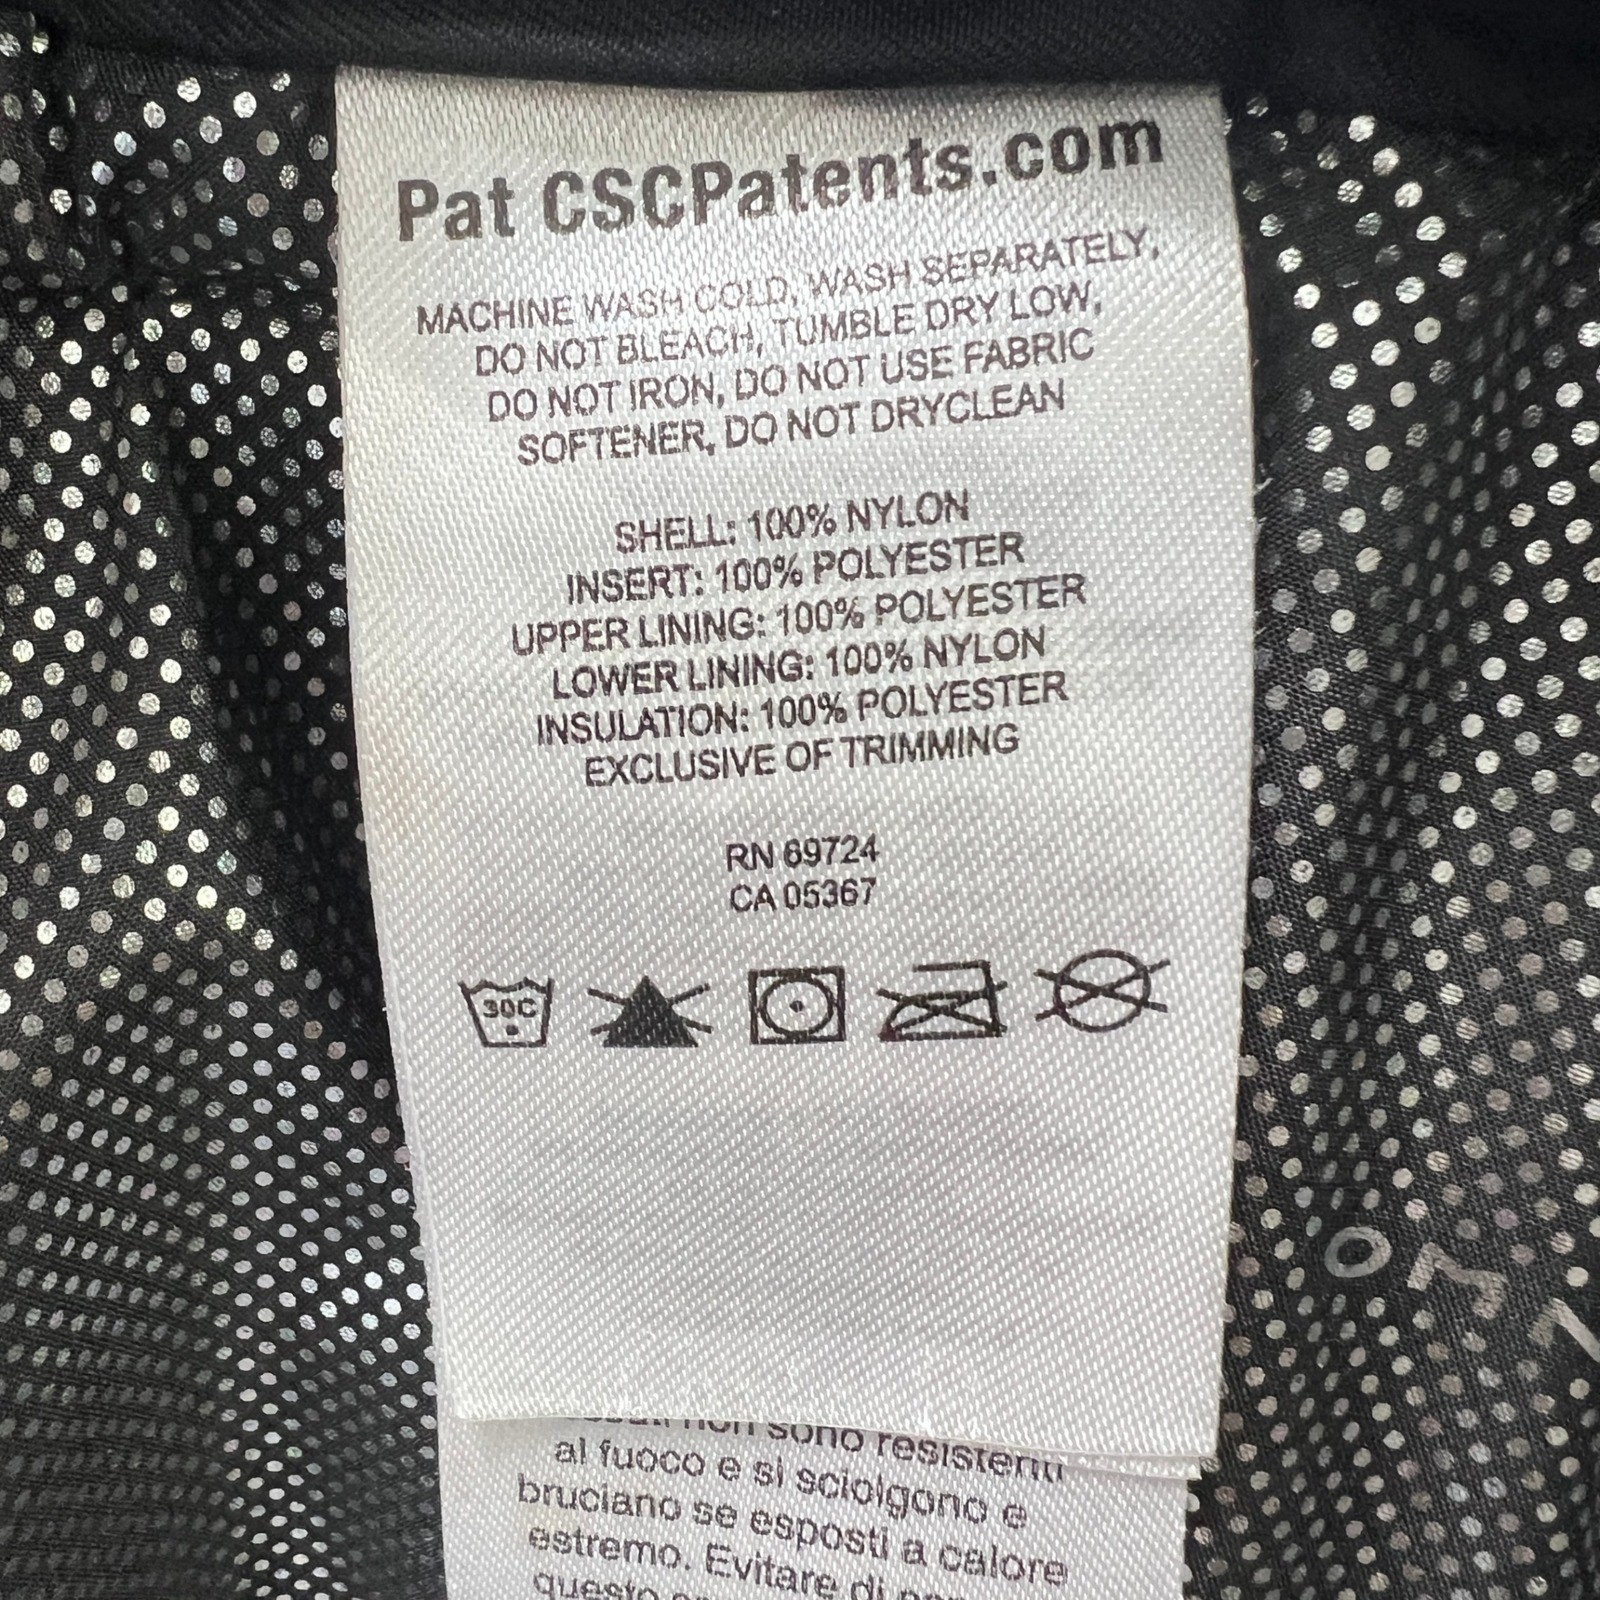 Pat CSCPatents.com
MACHINE WASH COLD, WASH SEPARATELY,
DO NOT BLEACH, TUMBLE DRY LOW,
DO NOT IRON, DO NOT USE FABRIC
SOFTENER, DO NOT DRYCLEAN
SHELL: 100% NYLON
INSERT: 100% POLYESTER
UPPER LINING: 100% POLYESTER
LOWER LINING: 100% NYLON
INSULATION: 100% POLYESTER
EXCLUSIVE OF TRIMMING
RN 69724
CA 05367
30C
non sono resistenti
al fuoco e si sciolgono e
bruciano se esposti a calore
estremo. Evitare di
questo